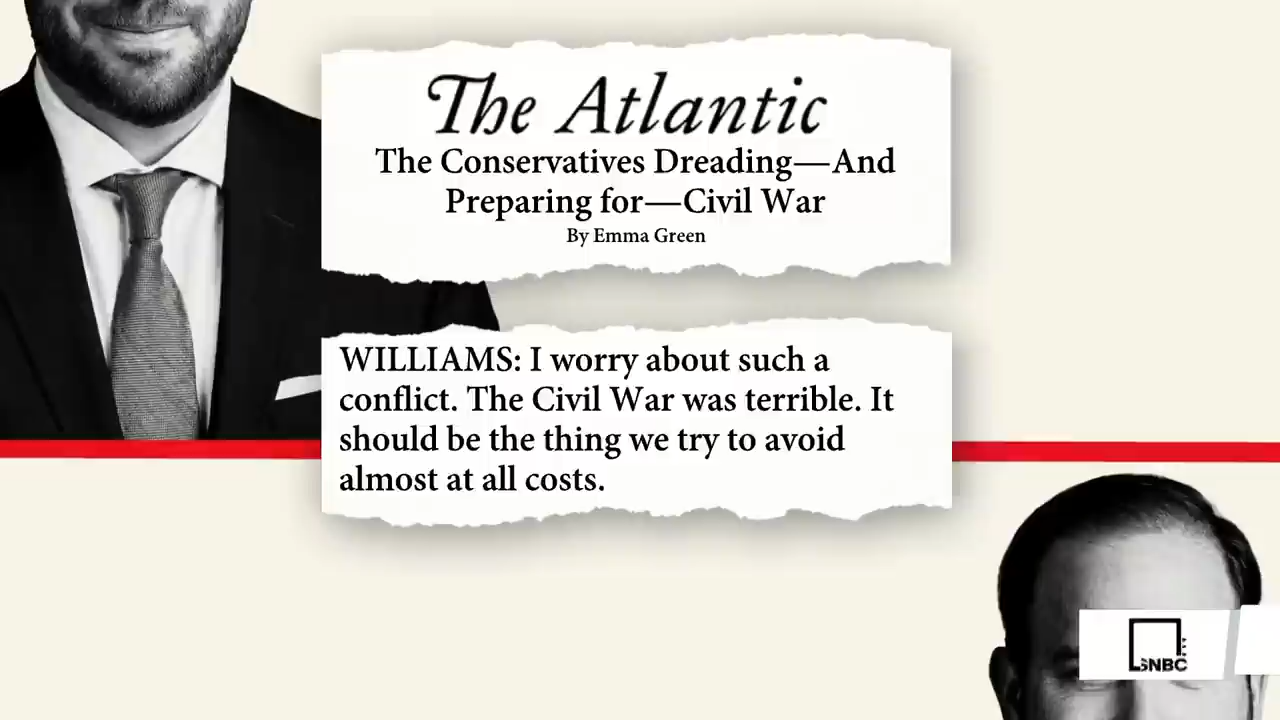 The Atlantic
The Conservatives Dreading—And
Preparing for—Civil War
By Emma Green
WILLIAMS: I worry about such a
conflict. The Civil War was terrible. It
should be the thing we try to avoid
almost at all costs.